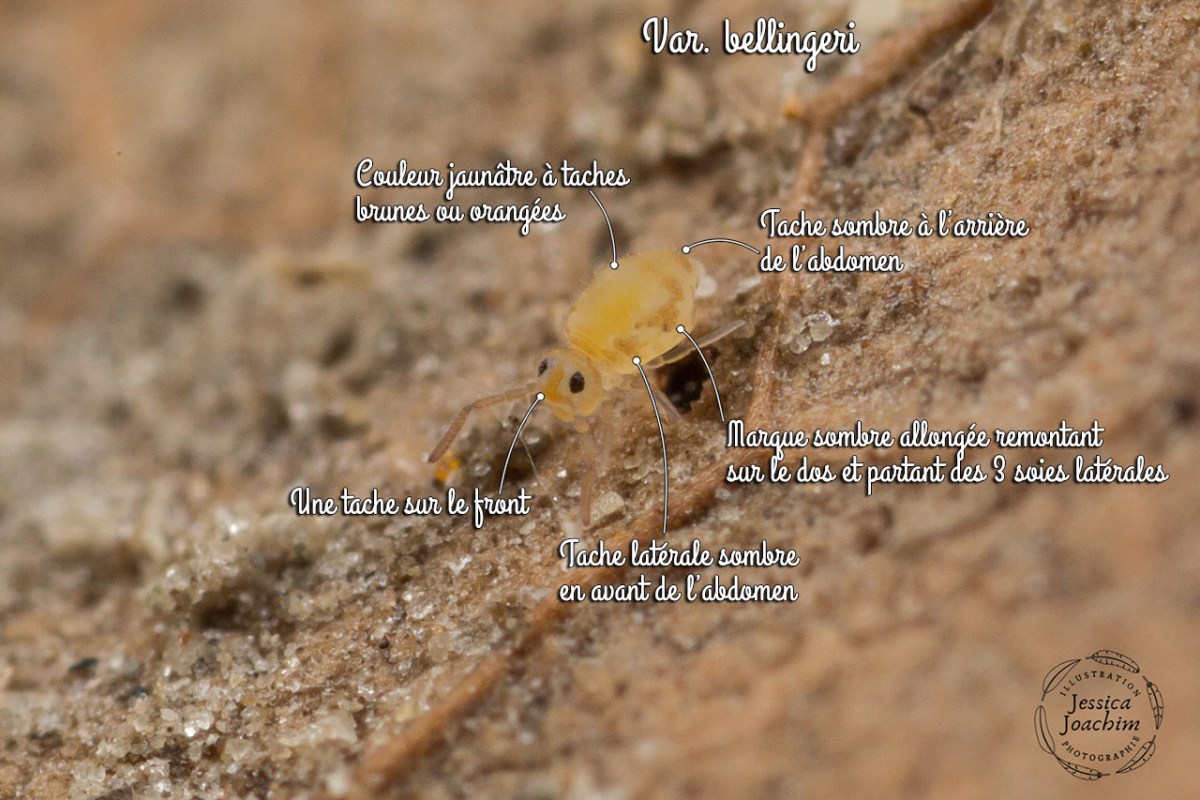 Var. bellingeri
Couleur jaunâtre à taches
brunes ou orangées
Tache sombre à l'arrière
de l'abdomen
Marque sombre allongée remontant
sur le dos et partant des 3 soies latérales
Une tache sur le front
Tache latérale sombre
en avant de l'abdomen
ILLUSTRATION
Jessica
Joachim
PHOTOGRAPHIE